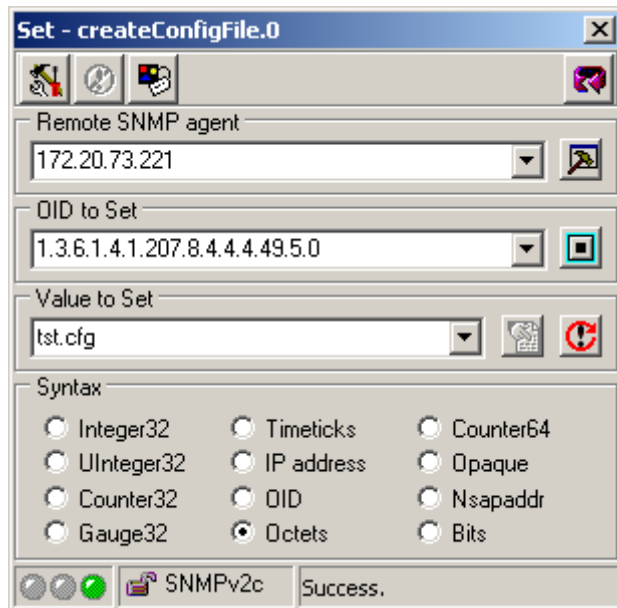 Set - createConfigFile.0
Remote SNMP agent
172.20.73.221
OID to Set
1.3.6.1.4.1.207.8.4.4.4.49.5.0
Value to Set
tst.cfg
Syntax
Integer32 Timeticks Counter64
UInteger32 IP address Opaque
Counter32 OID Nsapaddr
Gauge32 Octets Bits
SNMPv2c Success.